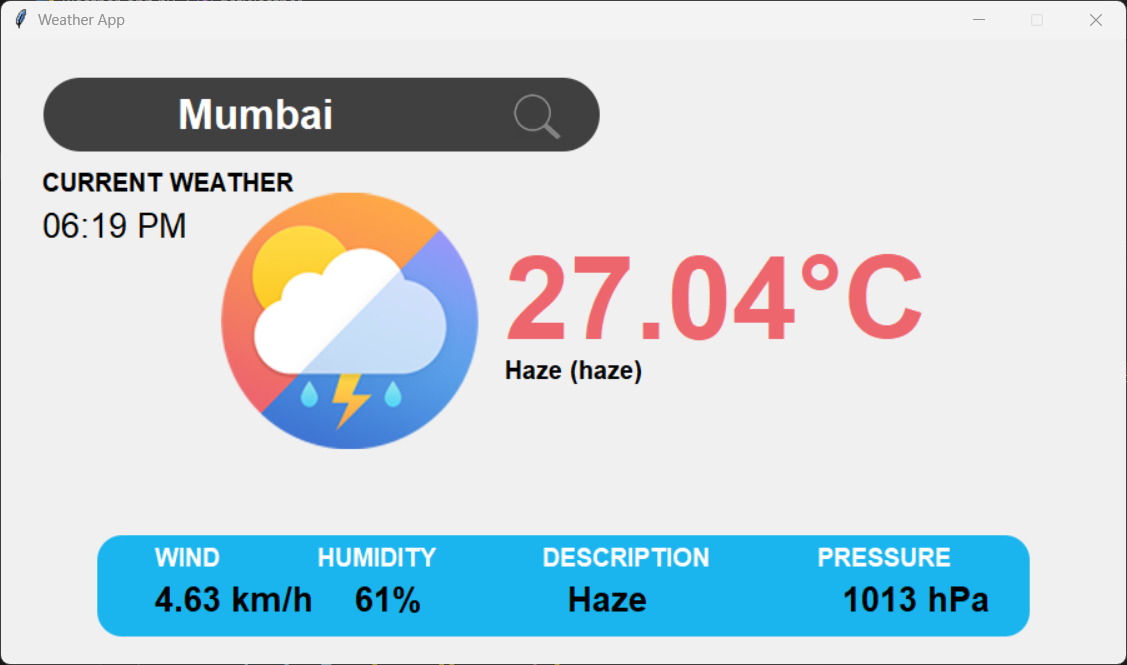 Weather App
Mumbai
CURRENT WEATHER
06:19 PM
27.04°C
Haze (haze)
WIND HUMIDITY DESCRIPTION PRESSURE
4.63 km/h 61% Haze 1013 hPa